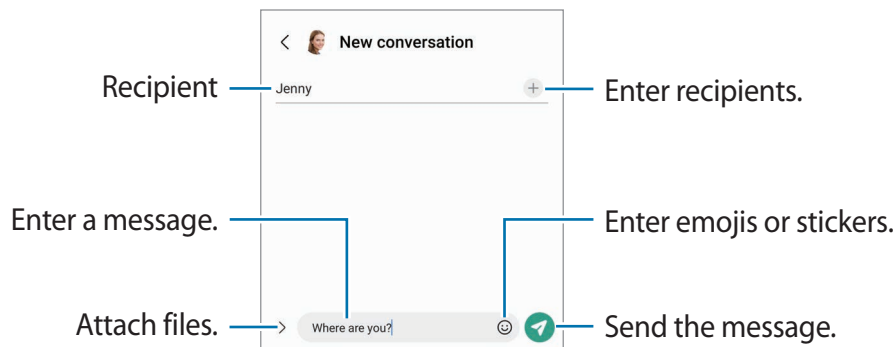 New conversation
Recipient
Jenny
Enter recipients.
Enter a message.
Enter emojis or stickers.
Attach files.
Where are you?
Send the message.